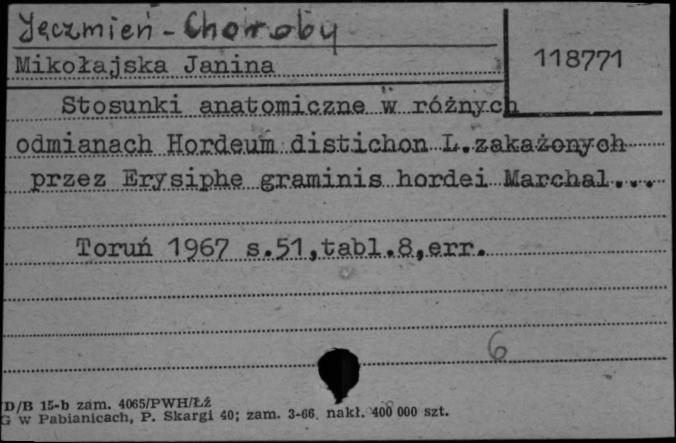 Jęczmień - Choroby
Mikołajska Janina
118771
Stosunki anatomiczne w różnych
odmianach Hordeum distichon L. zakażonych
przez Erysiphe graminis hordei Marchal...
Toruń 1967 s.51,tabl.8,err.
6
D/B 15-b zam. 4065/PWH/Łź
G w Pabianicach, P. Skargi 40; zam. 3-66. nakł. 400 000 szt.